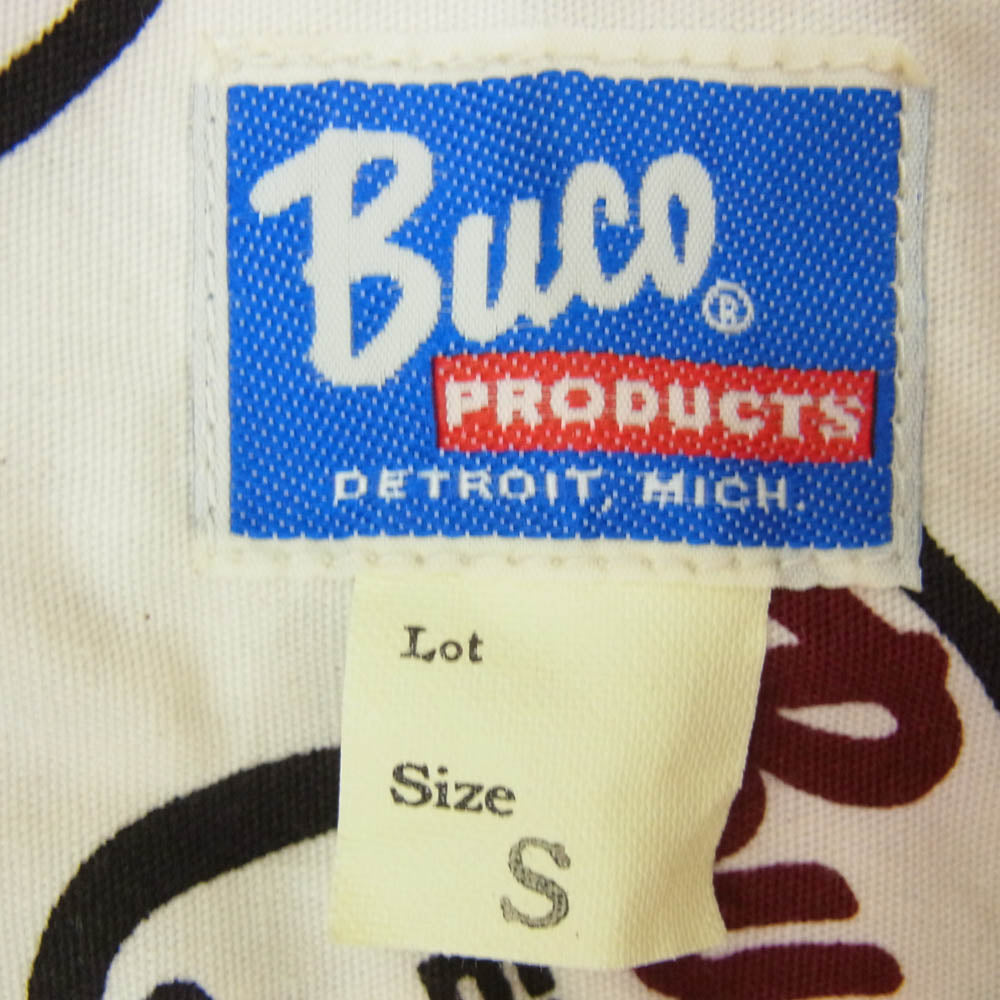 Buco®
PRODUCTS
DETROIT, MICH.
Lot
Size
S